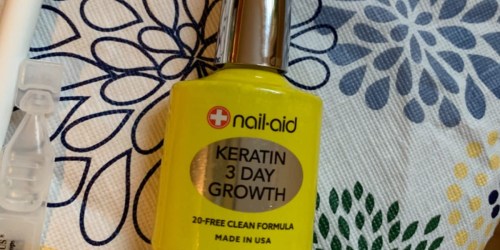 nail-aid
KERATIN
3 DAY
GROWTH
20-FREE CLEAN FORMULA
MADE IN USA